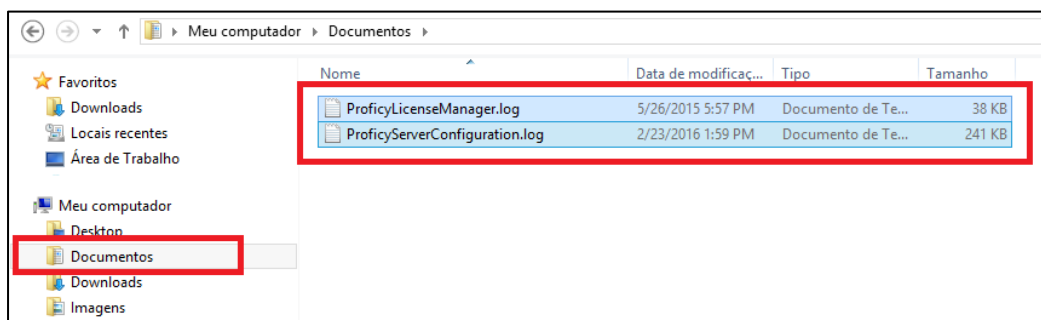 Meu computador Documentos
Favoritos
Downloads
Locais recentes
Área de Trabalho
Meu computador
Desktop
Documentos
Downloads
Imagens
Nome Data de modificaç... Tipo Tamanho
ProficyLicenseManager.log 5/26/2015 5:57 PM Documento de Te... 38 KB
ProficyServerConfiguration.log 2/23/2016 1:59 PM Documento de Te... 241 KB